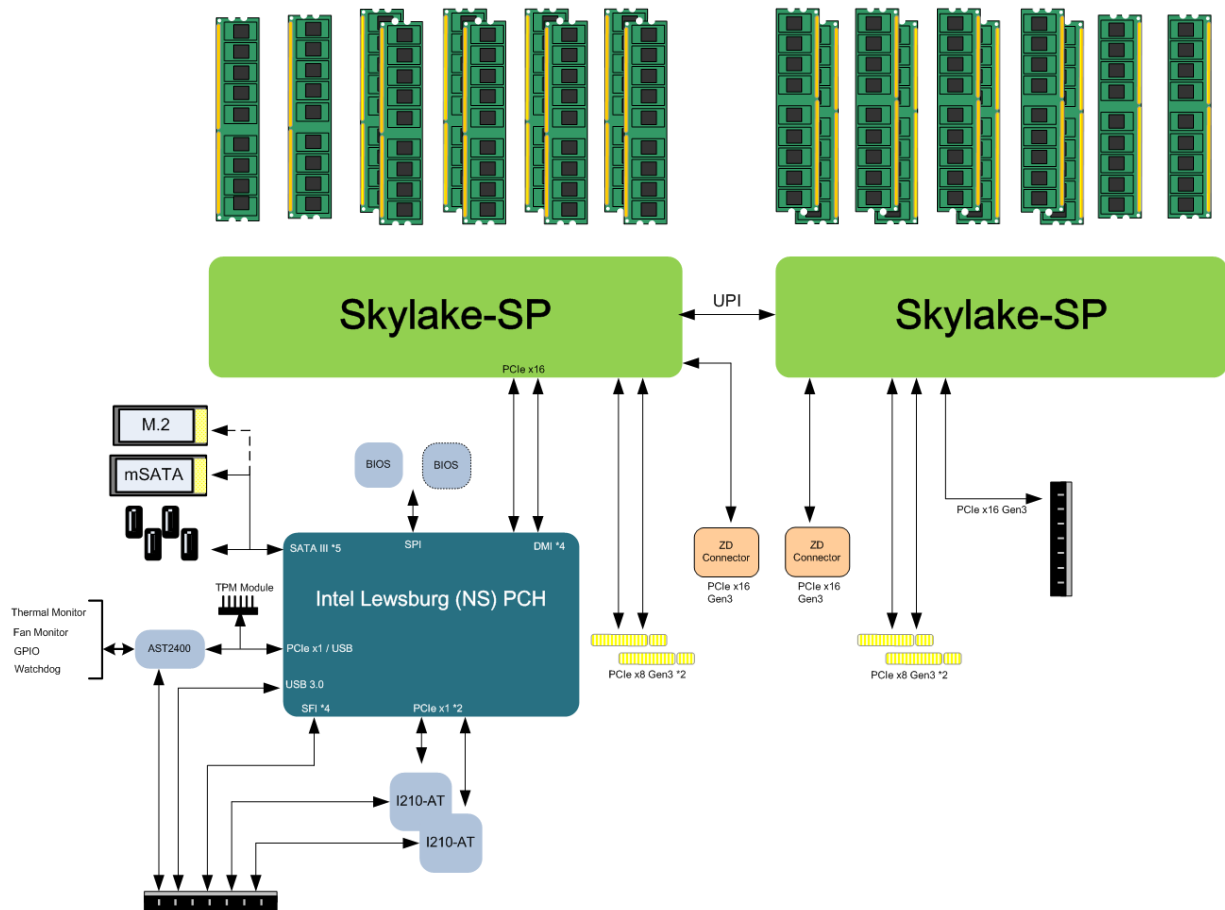 Skylake-SP
UPI
Skylake-SP
PCIe x16
M.2
mSATA
BIOS
BIOS
PCIe x16 Gen3
SATA III *5
SPI
DMI *4
ZD
Connector
ZD
Connector
PCIe x16
Gen3
PCIe x16
Gen3
TPM Module
Intel Lewsburg (NS) PCH
Thermal Monitor
Fan Monitor
GPIO
Watchdog
AST2400
PCIe x1 / USB
USB 3.0
SFI *4
PCIe x1 *2
PCIe x8 Gen3 *2
PCIe x8 Gen3 *2
I210-AT
I210-AT